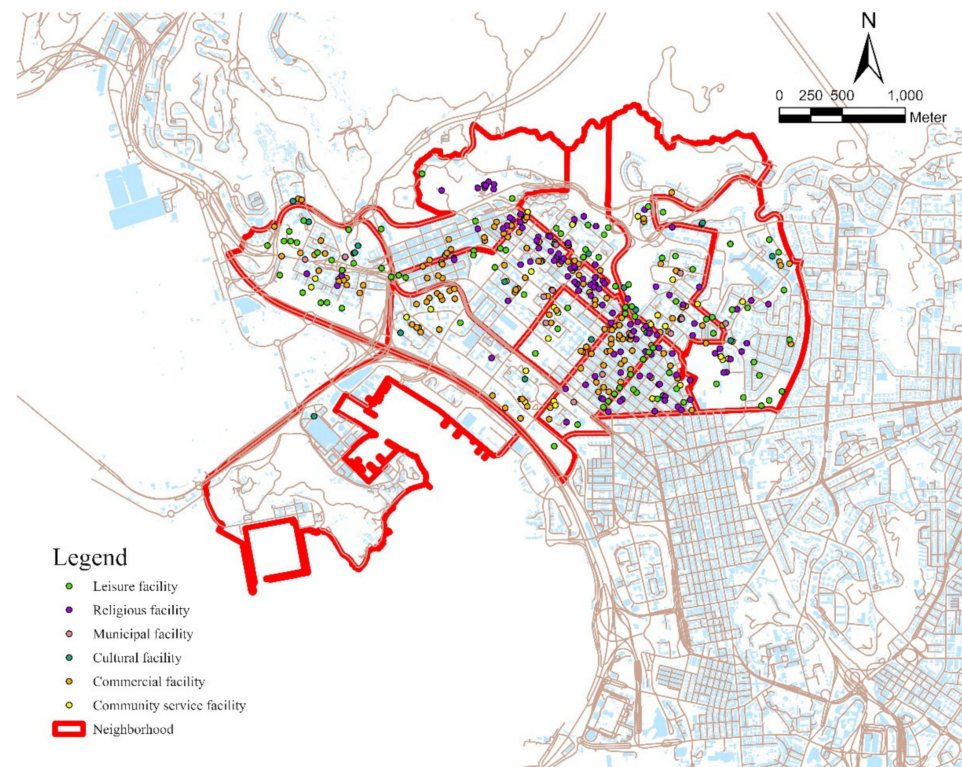 N
0 250 500 1,000
Meter
Legend
Leisure facility
Religious facility
Municipal facility
Cultural facility
Commercial facility
Community service facility
Neighborhood